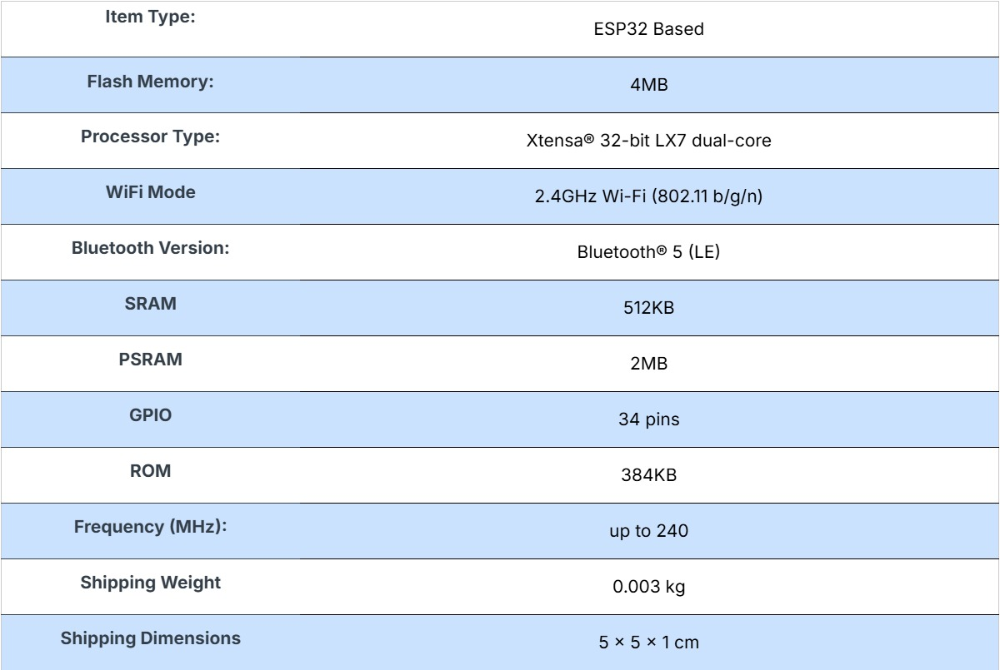 Item Type:
ESP32 Based
Flash Memory:
4MB
Processor Type:
Xtensa® 32-bit LX7 dual-core
WiFi Mode
2.4GHz Wi-Fi (802.11 b/g/n)
Bluetooth Version:
Bluetooth® 5 (LE)
SRAM
512KB
PSRAM
2MB
GPIO
34 pins
ROM
384KB
Frequency (MHz):
up to 240
Shipping Weight
0.003 kg
Shipping Dimensions
5 × 5 × 1 cm